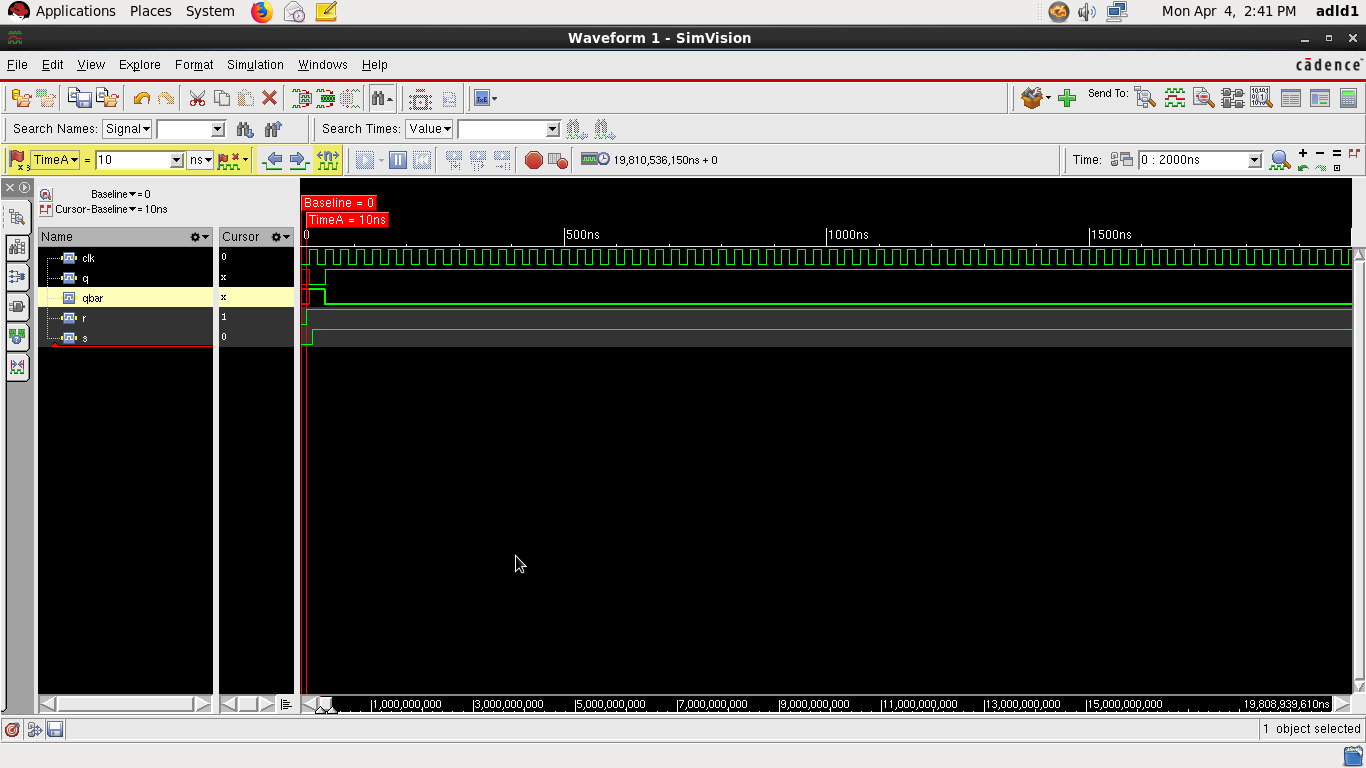 Applications Places System Mon Apr 4, 2:41 PM adld1
Waveform 1 - SimVision
File Edit View Explore Format Simulation Windows Help cādence
Send To:
Search Names: Signal Search Times: Value
TimeA = 10 ns 19,810,536,150ns + 0 Time: 0 : 2000ns
Baseline = 0
Cursor-Baseline = 10ns
Baseline = 0
TimeA = 10ns
Name Cursor 0 500ns 1000ns 1500ns
clk 0
q x
qbar x
r 1
s 0
1,000,000,000 3,000,000,000 5,000,000,000 7,000,000,000 9,000,000,000 11,000,000,000 13,000,000,000 15,000,000,000 19,808,939,610ns
1 object selected